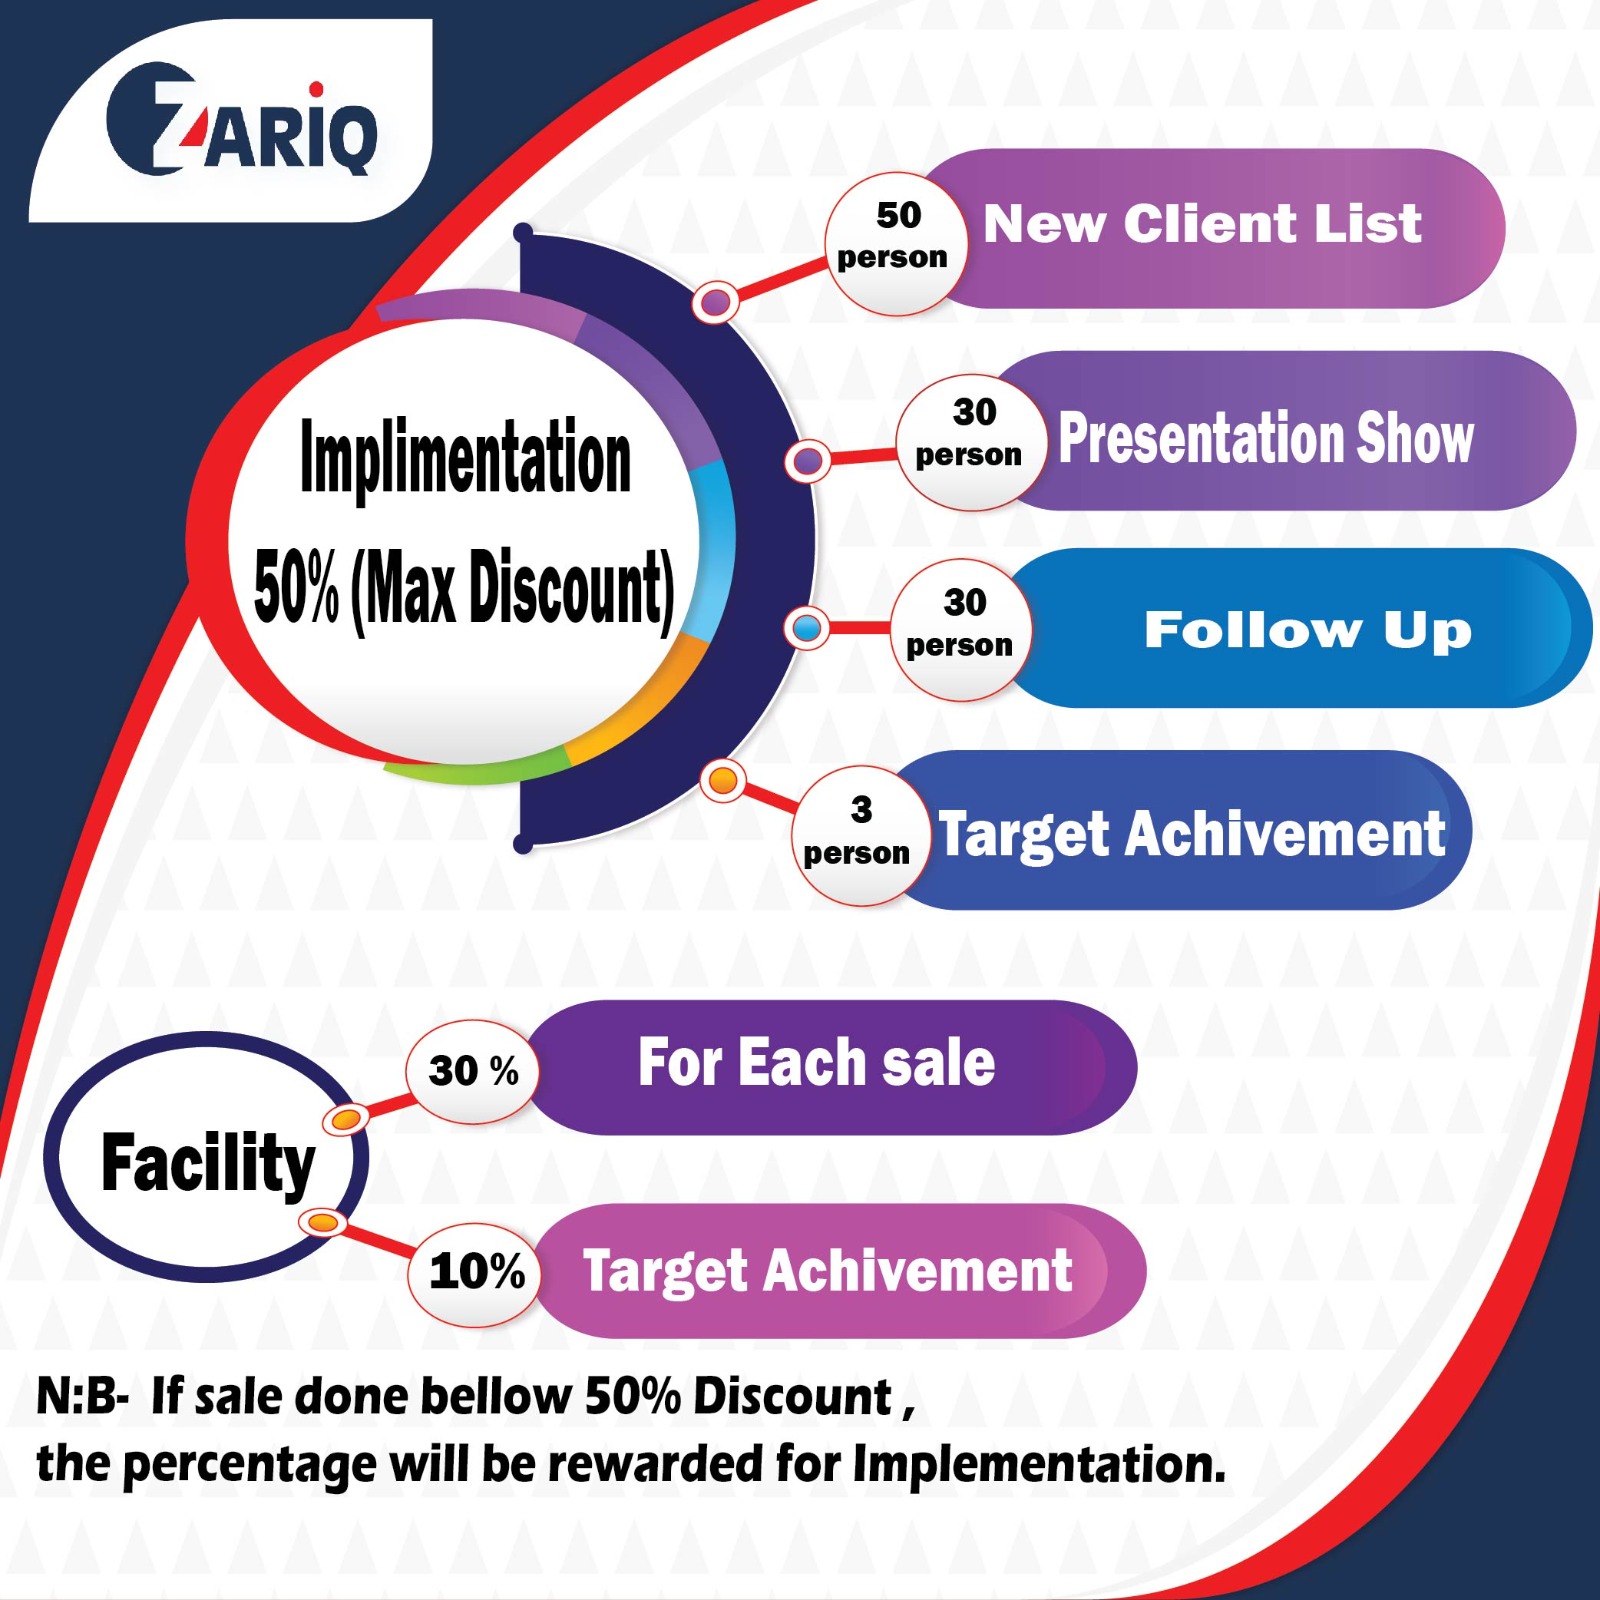 ZARiQ
50
person
New Client List
30
person
Presentation Show
Implimentation
50% (Max Discount)
30
person
Follow Up
3
person
Target Achivement
30 %
For Each sale
Facility
10%
Target Achivement
N:B- If sale done bellow 50% Discount ,
the percentage will be rewarded for Implementation.